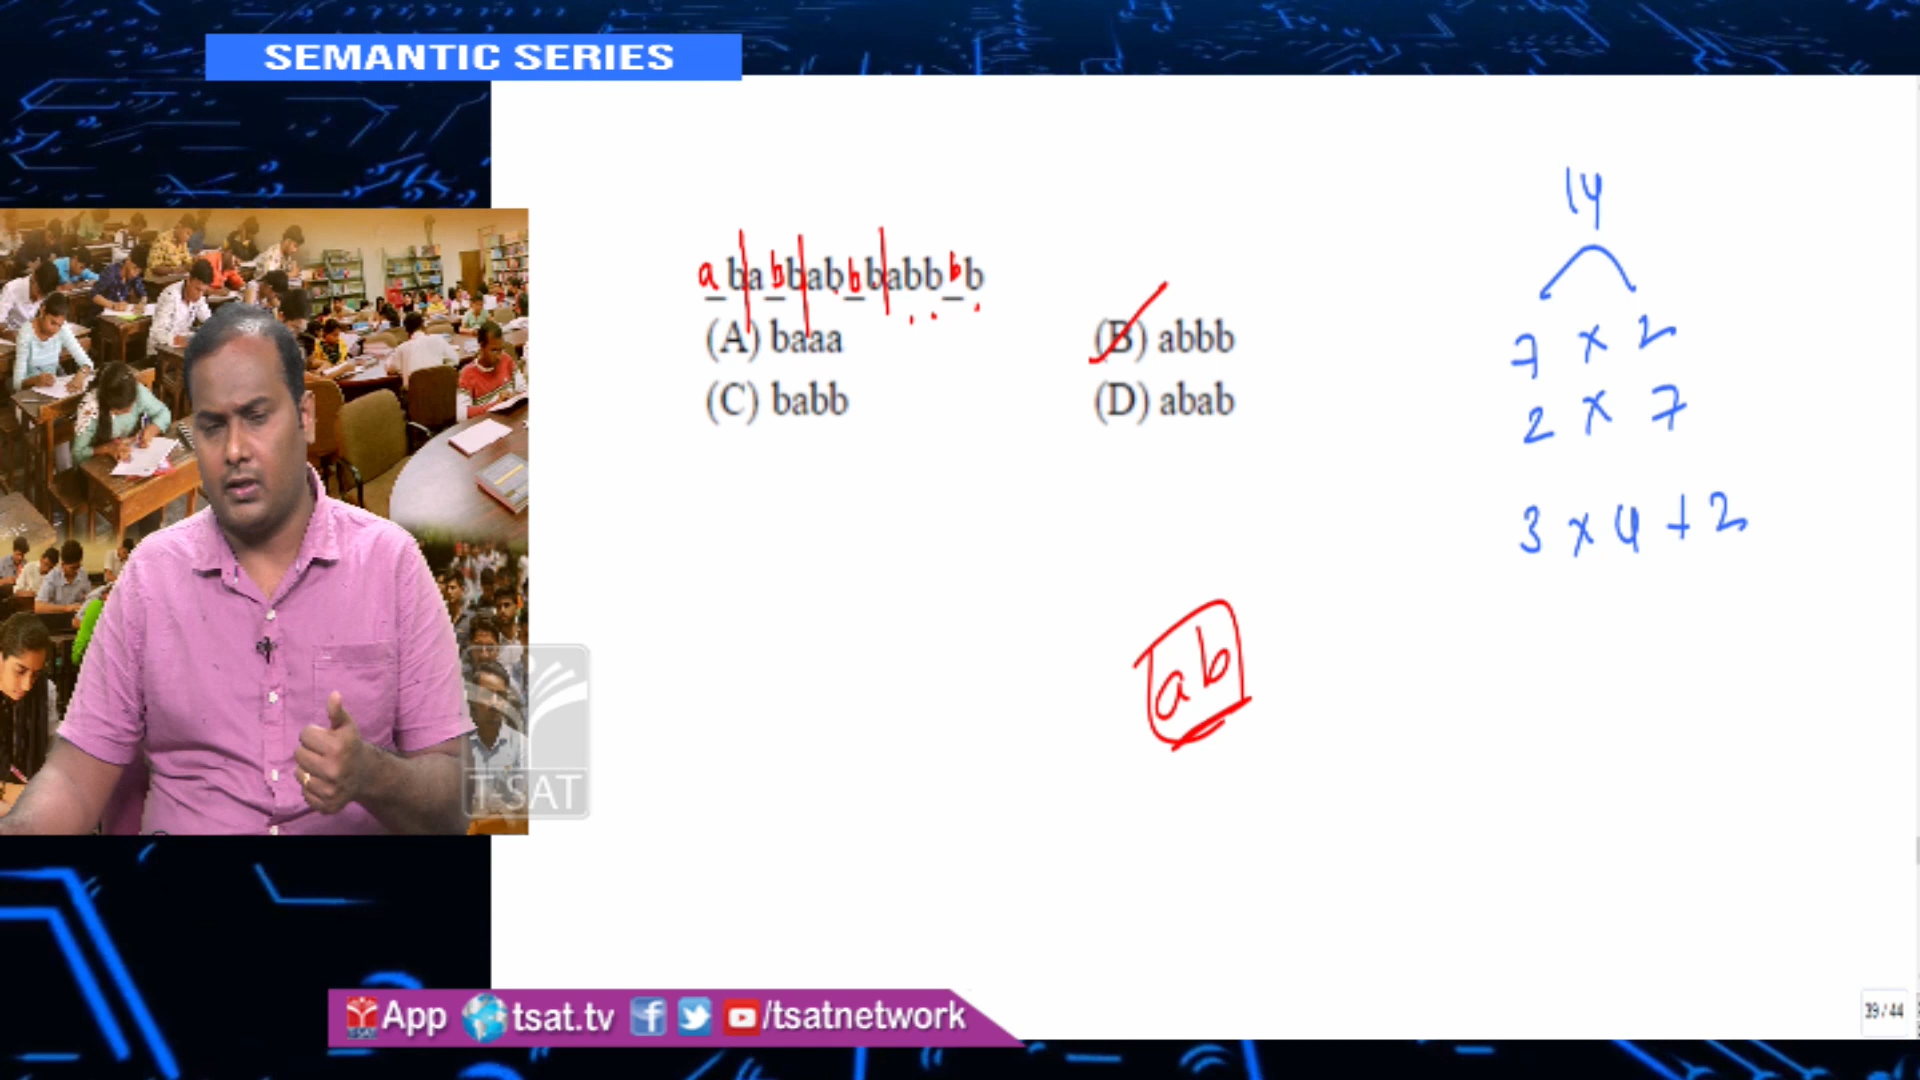 SEMANTIC SERIES
_ba_bab_babb_b
a b b b
(A) baaa (B) abbb
(C) babb (D) abab
14
7 x 2
2 x 7
3 x 4 + 2
ab
T-SAT
App tsat.tv /tsatnetwork
39 / 44